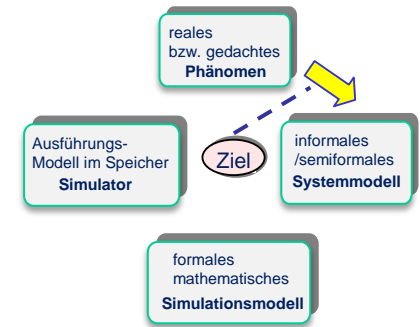 reales
bzw. gedachtes
Phänomen
Ausführungs-
Modell im Speicher
Simulator
Ziel
informales
/semiformales
Systemmodell
formales
mathematisches
Simulationsmodell